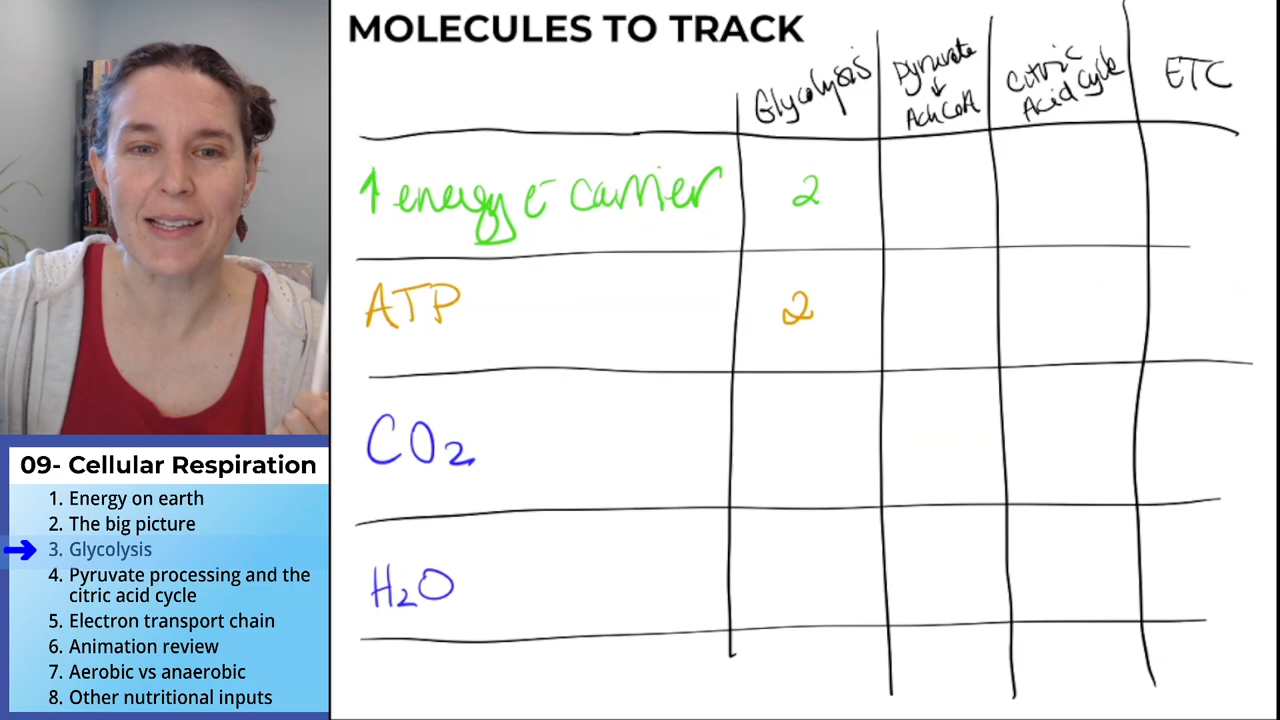 MOLECULES TO TRACK
Glycolysis
Pyruvate
↓
Acetyl CoA
Citric
Acid Cycle
ETC
↑ energy e⁻ carrier
2
ATP
2
CO₂
H₂O
09- Cellular Respiration
1. Energy on earth
2. The big picture
3. Glycolysis
4. Pyruvate processing and the
citric acid cycle
5. Electron transport chain
6. Animation review
7. Aerobic vs anaerobic
8. Other nutritional inputs